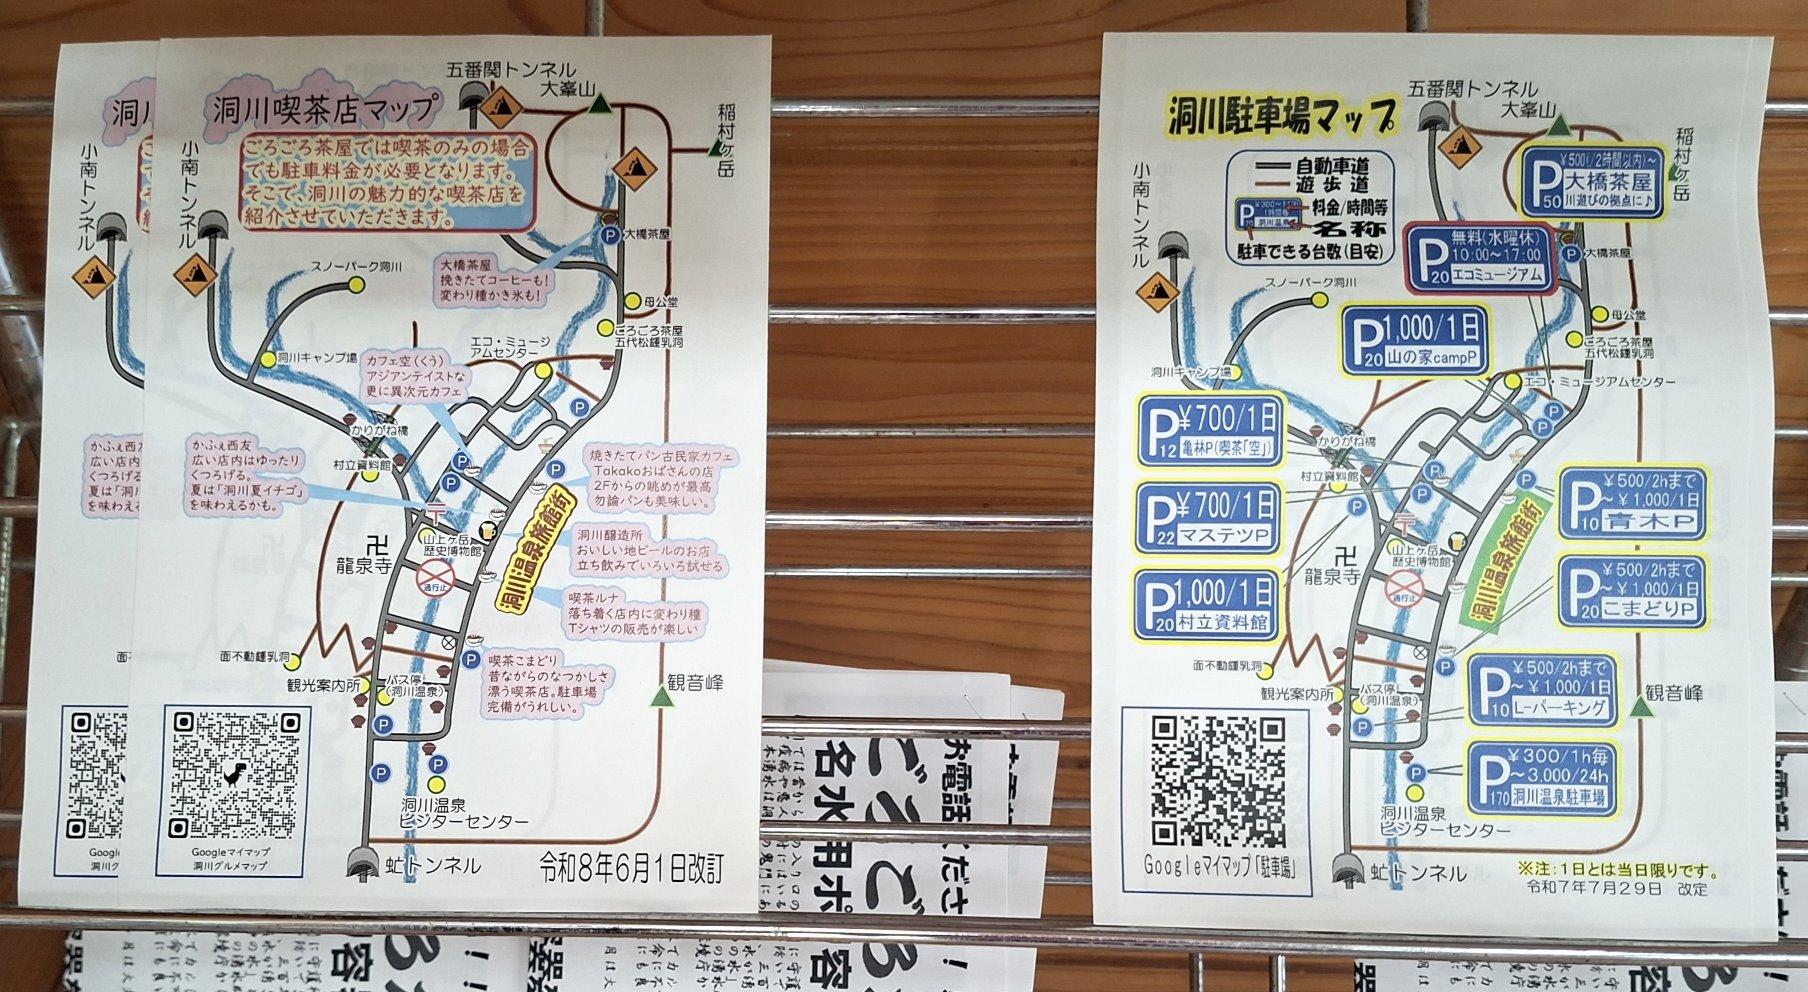 洞川喫茶店マップ
ごろごろ茶屋では喫茶のみの場合
でも駐車料金が必要となります。
そこで、洞川の魅力的な喫茶店を
紹介させていただきます。
五番関トンネル
大峯山
稲村ヶ岳
小南トンネル
大橋茶屋
大橋茶屋
挽きたてコーヒーも!
変わり種かき氷も!
スノーパーク洞川
母公堂
ごろごろ茶屋
五代松鍾乳洞
洞川キャンプ場
エコ・ミュージ
アムセンター
カフェ空(くう)
アジアンテイストな
更に異次元カフェ
かりがね橋
村立資料館
かふぇ西友
広い店内はゆったり
くつろげる。
夏は「洞川夏イチゴ」
を味わえるかも。
焼きたてパン古民家カフェ
Takakoおばさんの店
2Fからの眺めが最高
勿論パンも美味しい。
洞川醸造所
おいしい地ビールのお店
立ち飲みでいろいろ試せる
山上ヶ岳
歴史博物館
龍泉寺
通行止
洞川温泉旅館街
喫茶ルナ
落ち着く店内に変わり種
Tシャツの販売が楽しい
喫茶こまどり
昔ながらのなつかしさ
漂う喫茶店。駐車場
完備がうれしい。
面不動鍾乳洞
観光案内所
バス停
(洞川温泉)
観音峰
洞川温泉
ビジターセンター
虻トンネル
Googleマイマップ
洞川グルメマップ
令和8年6月1日改訂
洞川駐車場マップ
自動車道
遊歩道
料金/時間等
名称
駐車できる台数(目安)
五番関トンネル
大峯山
稲村ヶ岳
小南トンネル
¥500(/2時間以内)~
P
大橋茶屋
50
川遊びの拠点に♪
無料(水曜休)
P
10:00~17:00
20
エコミュージアム
大橋茶屋
スノーパーク洞川
母公堂
ごろごろ茶屋
五代松鍾乳洞
P
1,000/1日
20
山の家campP
洞川キャンプ場
エコ・ミュージアムセンター
P
¥700/1日
12
亀林P(喫茶「空」)
かりがね橋
村立資料館
P
¥700/1日
22
マステツP
P
1,000/1日
20
村立資料館
¥500/2hまで
P
~¥1,000/1日
10
青木P
¥500/2hまで
P
~¥1,000/1日
20
こまどりP
山上ヶ岳
歴史博物館
龍泉寺
通行止
洞川温泉旅館街
面不動鍾乳洞
観光案内所
バス停
(洞川温泉)
¥500/2hまで
P
~¥1,000/1日
10
L-パーキング
観音峰
¥300/1h毎
P
~3,000/24h
170
洞川温泉駐車場
洞川温泉
ビジターセンター
虻トンネル
Googleマイマップ「駐車場」
※注:1日とは当日限りです。
令和7年7月29日 改定